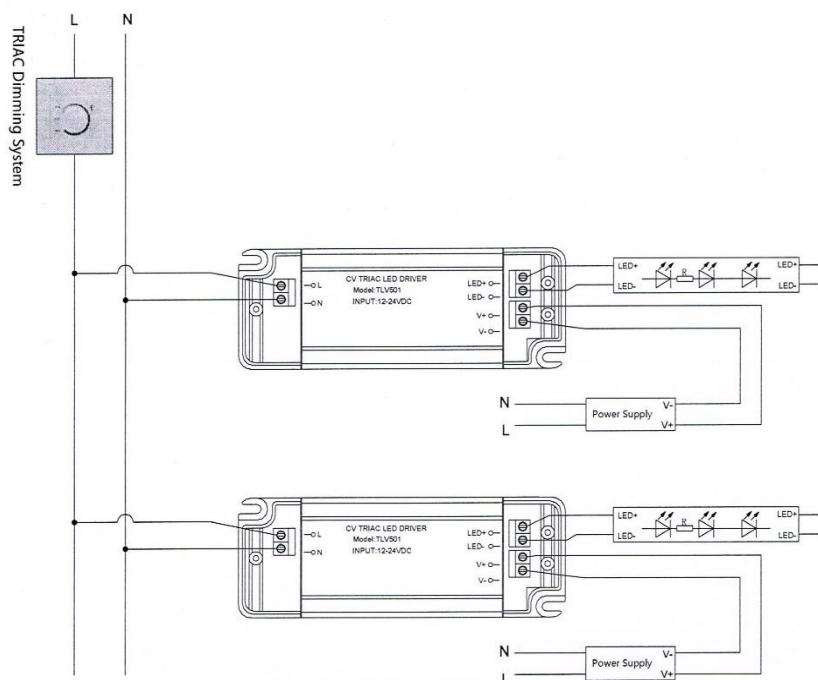 L N
TRIAC Dimming System
CV TRIAC LED DRIVER
Model:TLV501
INPUT:12-24VDC
L
N
LED+
LED-
V+
V-
LED+
LED-
R
LED+
LED-
N
L
Power Supply
V-
V+
CV TRIAC LED DRIVER
Model:TLV501
INPUT:12-24VDC
L
N
LED+
LED-
V+
V-
LED+
LED-
R
LED+
LED-
N
L
Power Supply
V-
V+